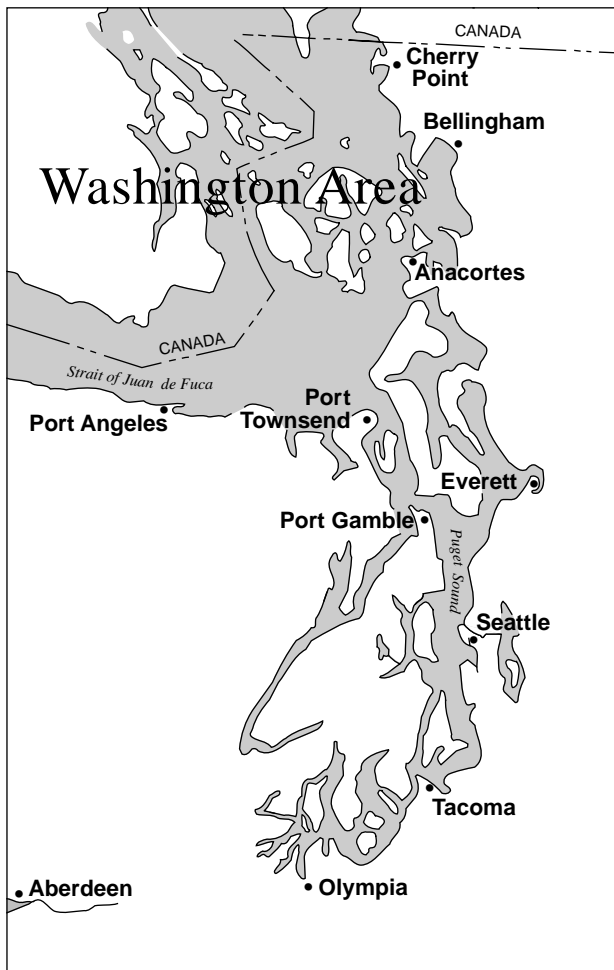 CANADA
Cherry
Point
Bellingham
Washington Area
Anacortes
CANADA
Strait of Juan de Fuca
Port
Townsend
Port Angeles
Everett
Port Gamble
Puget Sound
Seattle
Tacoma
Aberdeen
Olympia